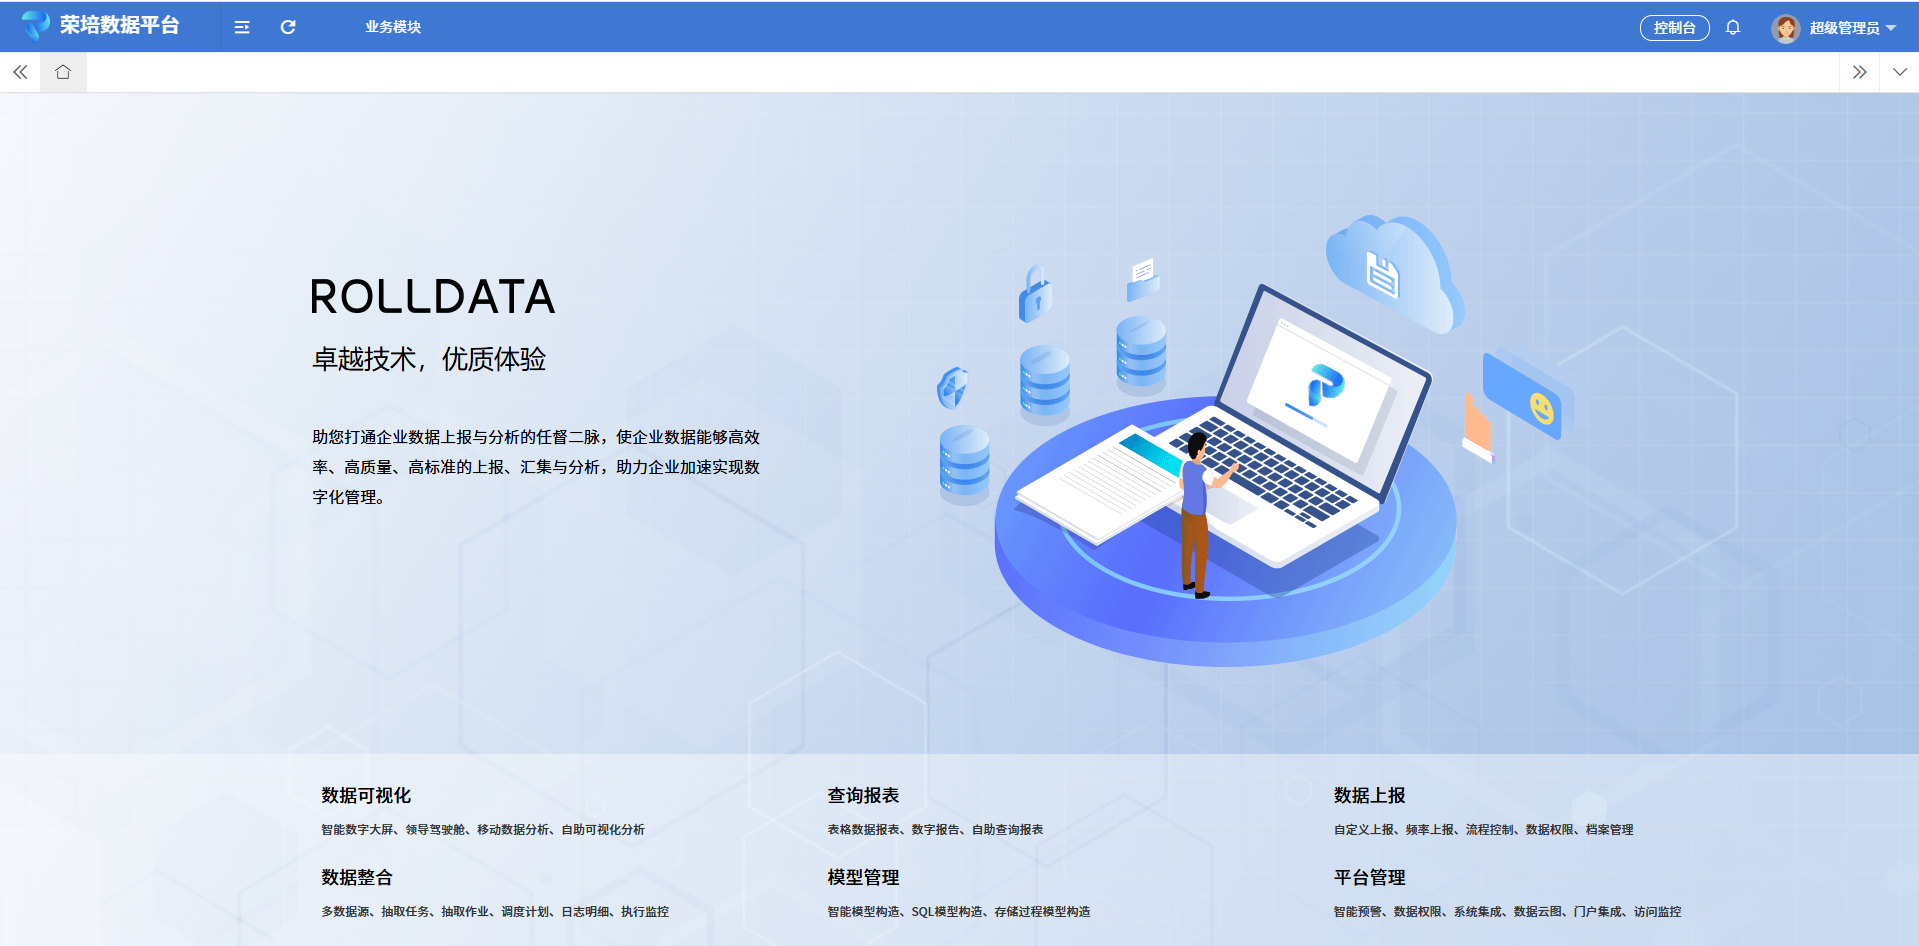 荣培数据平台
业务模块
控制台
超级管理员
ROLLDATA
卓越技术，优质体验
助您打通企业数据上报与分析的任督二脉，使企业数据能够高效
率、高质量、高标准的上报、汇集与分析，助力企业加速实现数
字化管理。
数据可视化
智能数字大屏、领导驾驶舱、移动数据分析、自助可视化分析
查询报表
表格数据报表、数字报告、自助查询报表
数据上报
自定义上报、频率上报、流程控制、数据权限、档案管理
数据整合
多数据源、抽取任务、抽取作业、调度计划、日志明细、执行监控
模型管理
智能模型构造、SQL模型构造、存储过程模型构造
平台管理
智能预警、数据权限、系统集成、数据云图、门户集成、访问监控